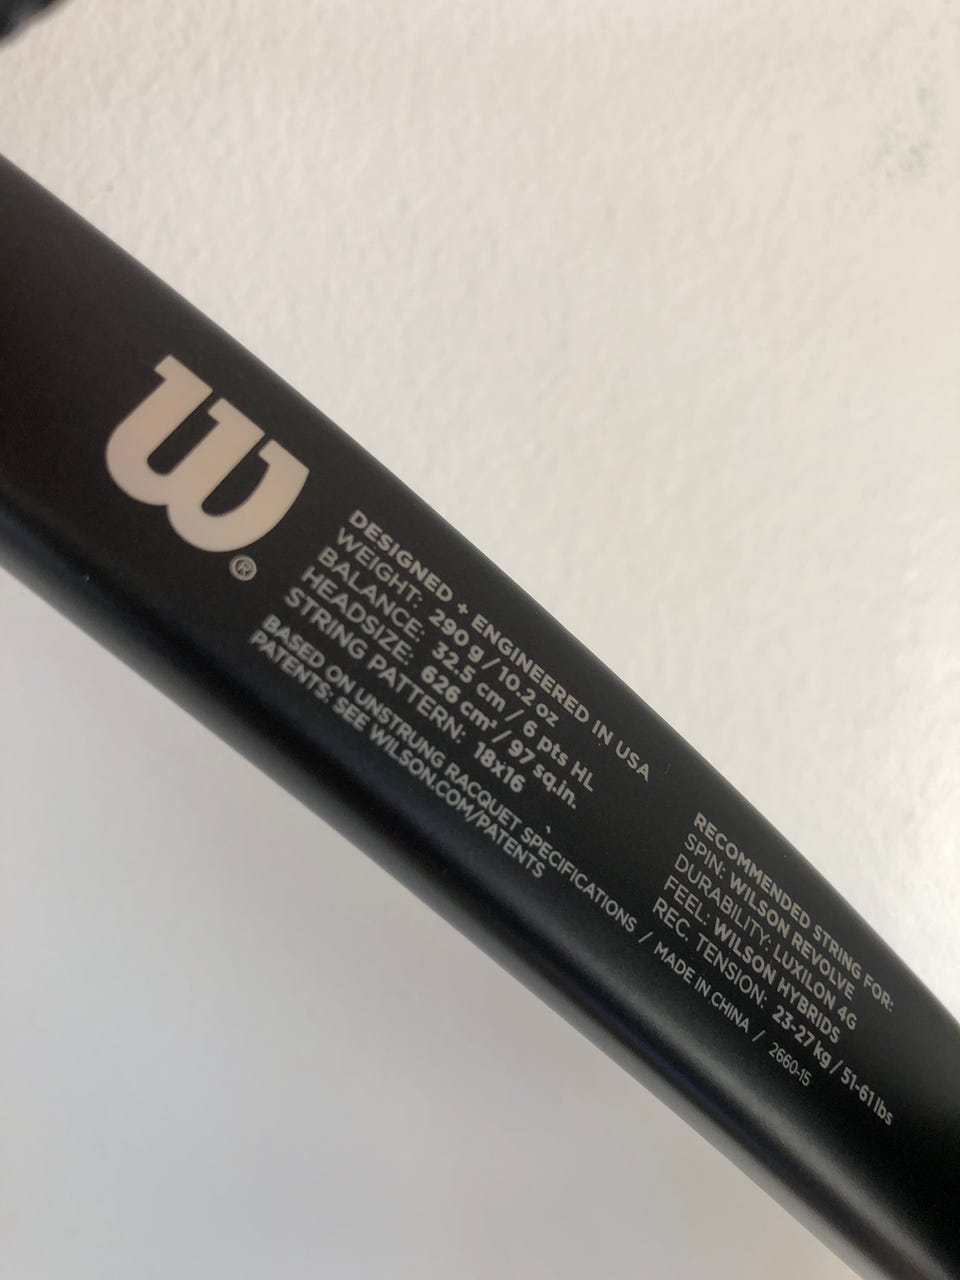 W®
DESIGNED + ENGINEERED IN USA
WEIGHT: 290 g / 10.2 oz
BALANCE: 32.5 cm / 6 pts HL
HEADSIZE: 626 cm² / 97 sq.in.
STRING PATTERN: 18x16
BASED ON UNSTRUNG RACQUET SPECIFICATIONS / MADE IN CHINA / 2660-15
PATENTS: SEE WILSON.COM/PATENTS
RECOMMENDED STRING FOR:
SPIN: WILSON REVOLVE
DURABILITY: LUXILON 4G
FEEL: WILSON HYBRIDS
REC. TENSION: 23-27 kg / 51-61 lbs